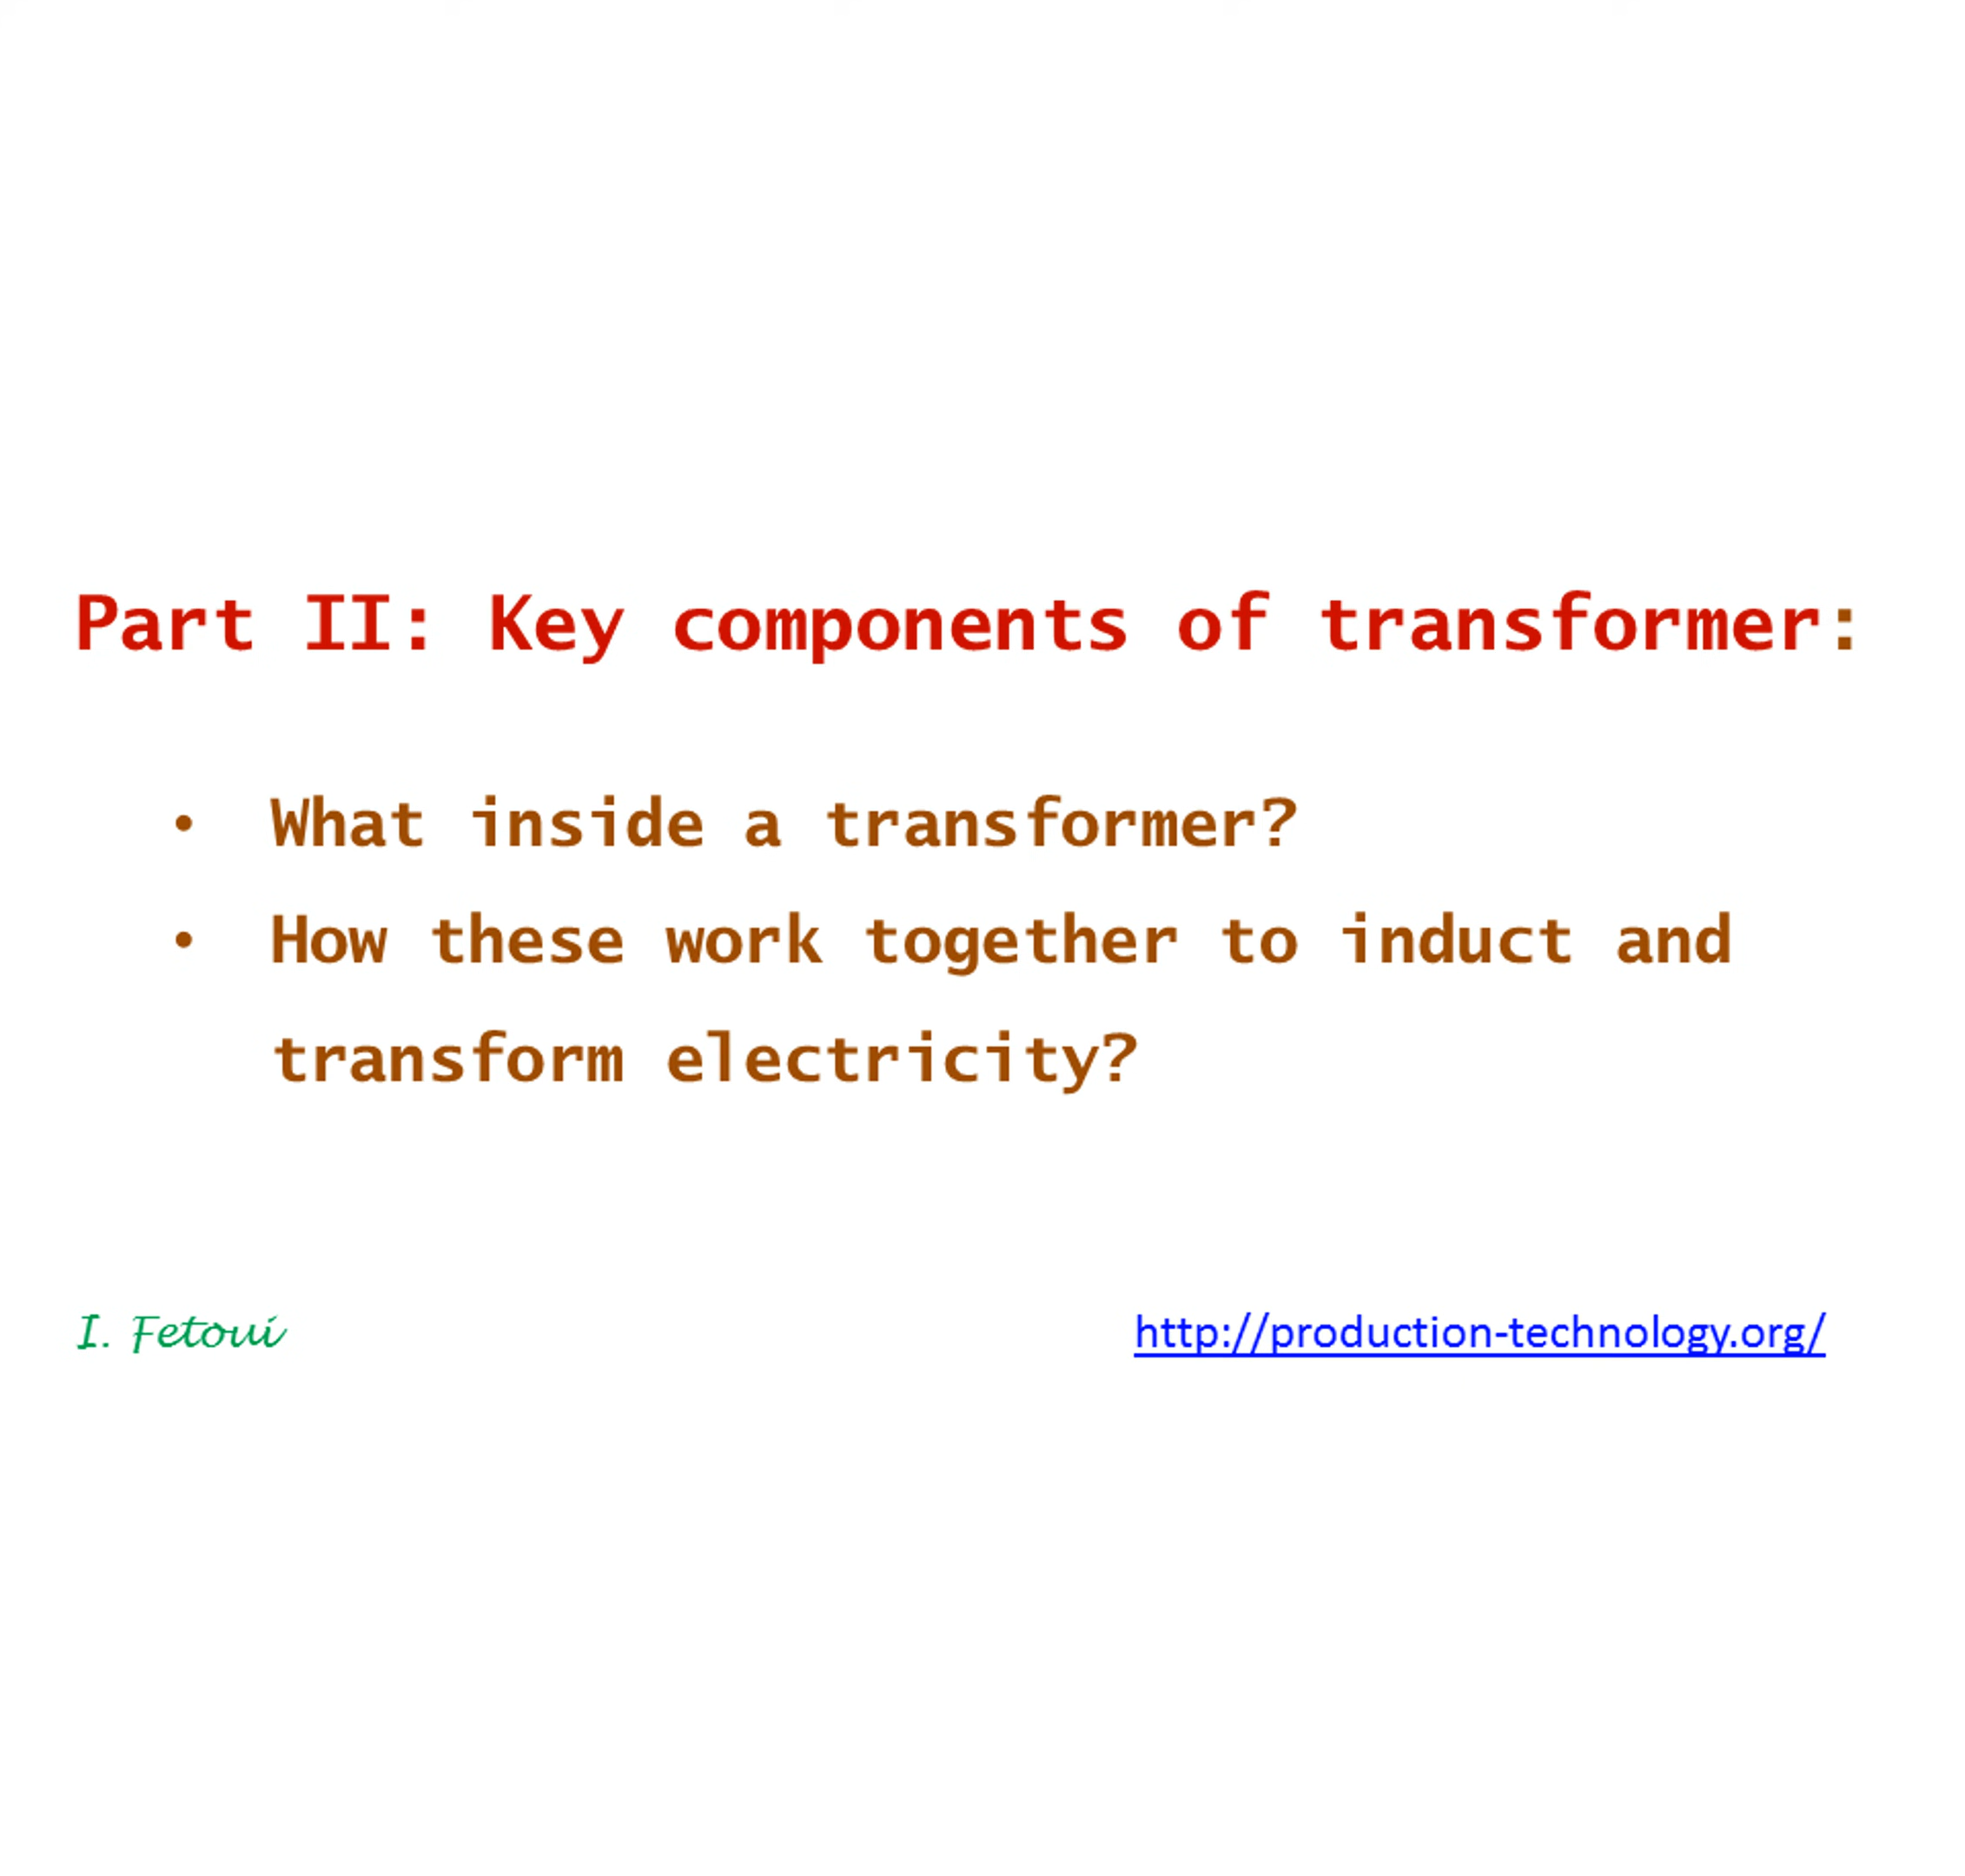 Part II: Key components of transformer:
• What inside a transformer?
• How these work together to induct and
transform electricity?
I. Fetoui http://production-technology.org/